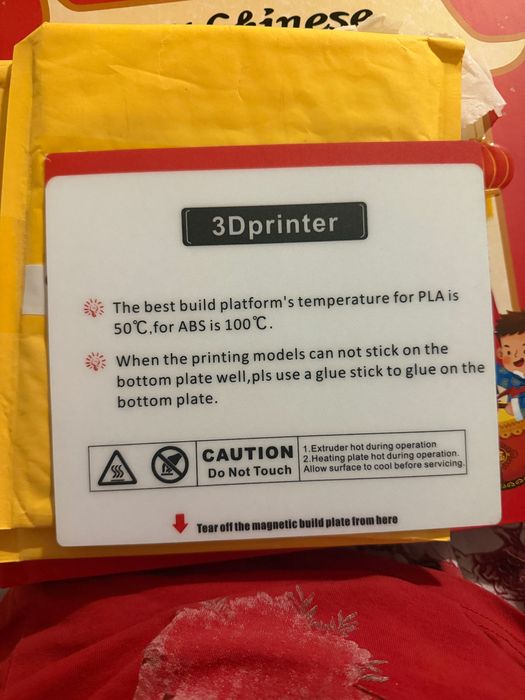 Chinese
3Dprinter
The best build platform's temperature for PLA is
50℃,for ABS is 100℃.
When the printing models can not stick on the
bottom plate well,pls use a glue stick to glue on the
bottom plate.
CAUTION
Do Not Touch
1.Extruder hot during operation
2.Heating plate hot during operation.
Allow surface to cool before servicing.
Tear off the magnetic build plate from here